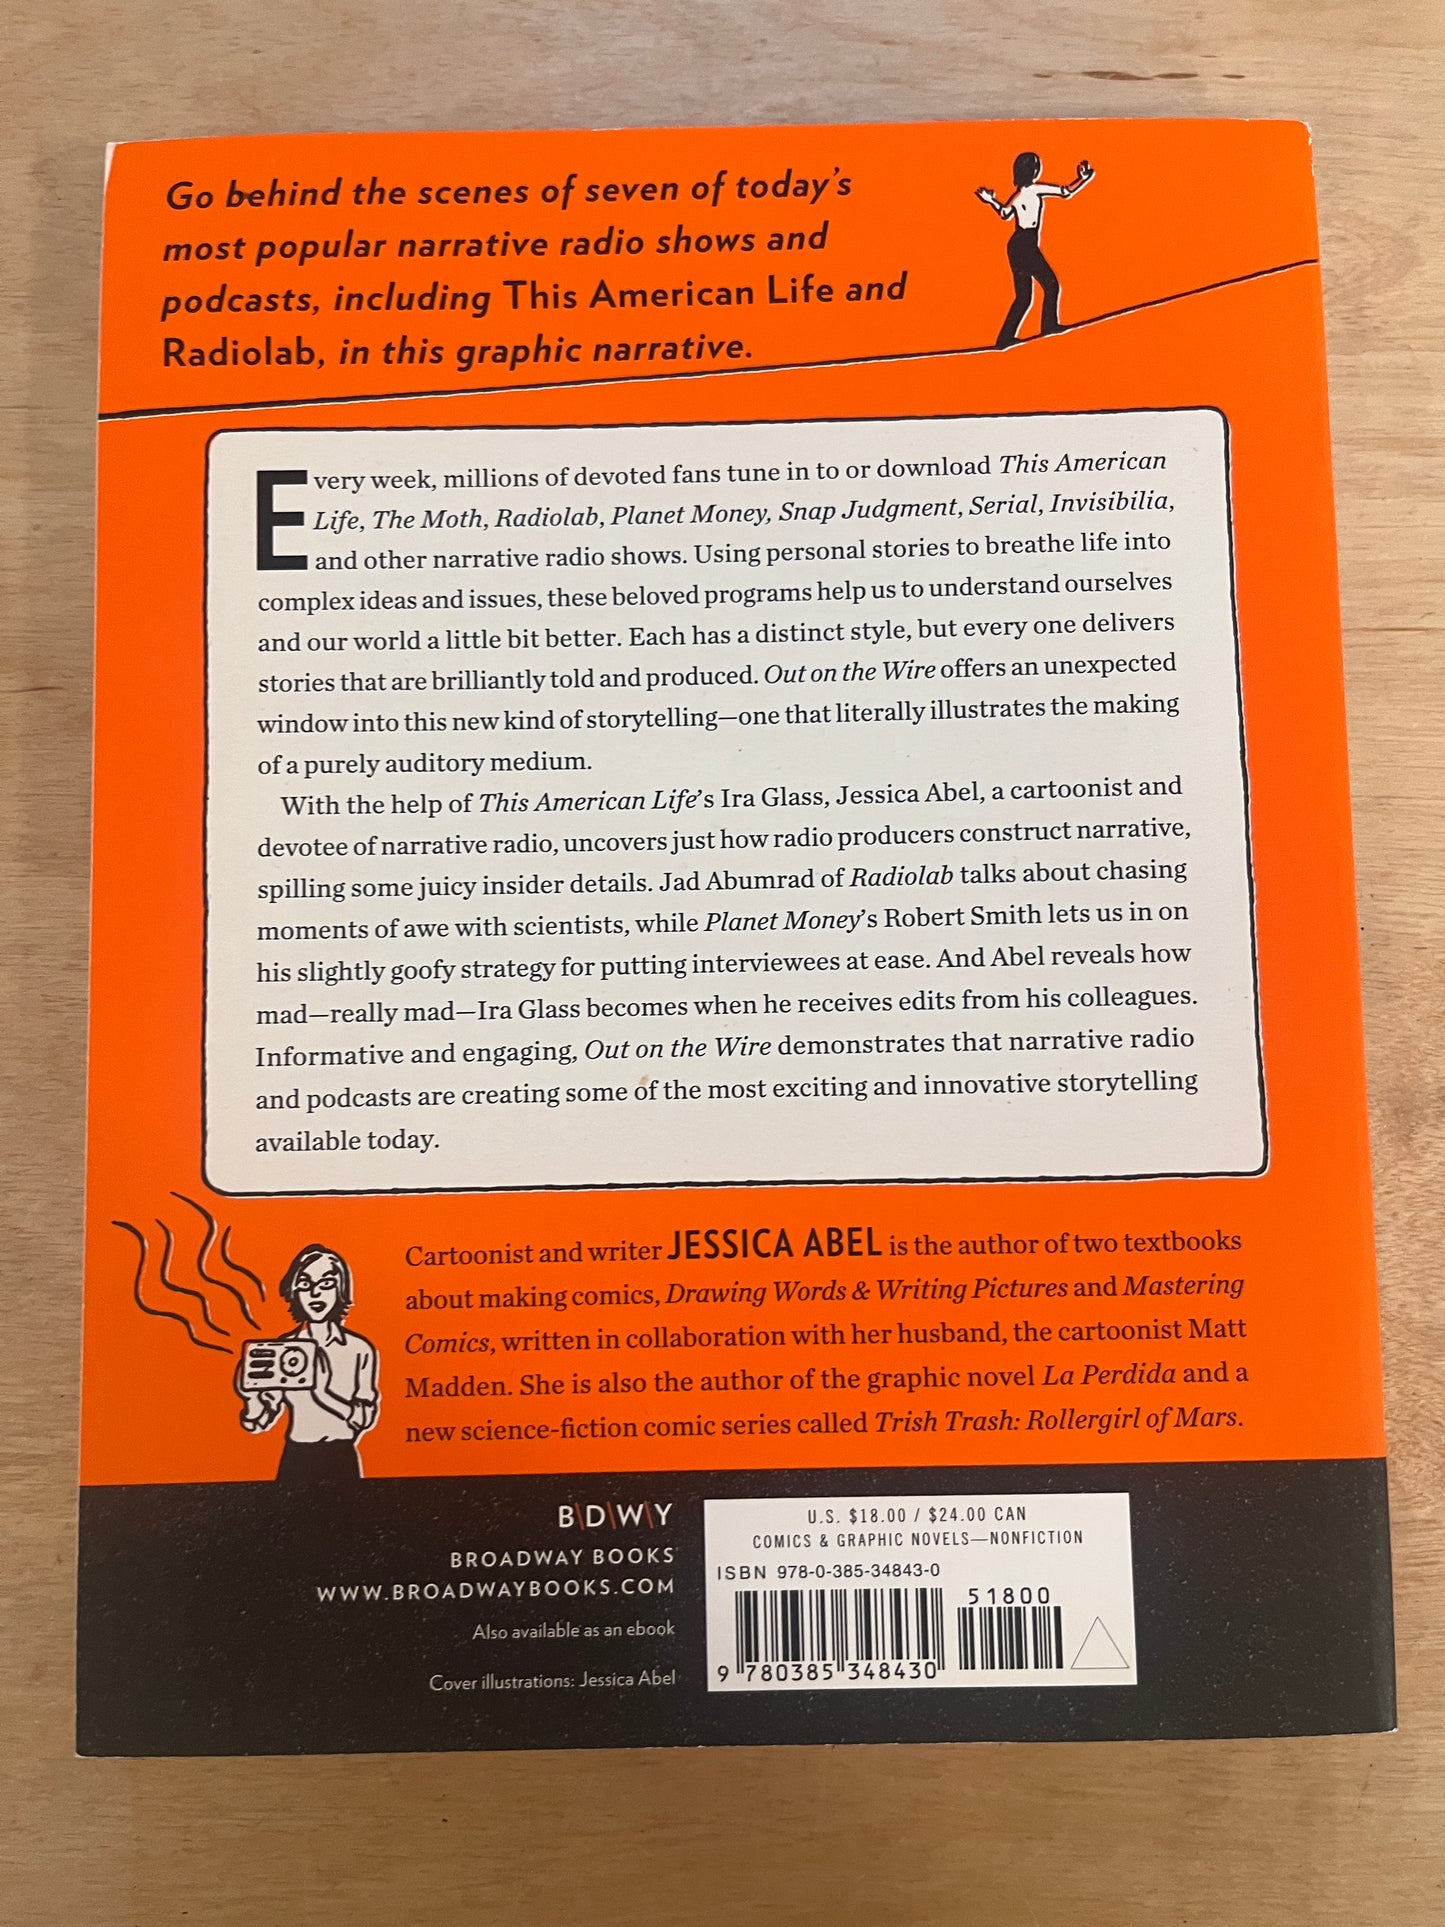 Go behind the scenes of seven of today's
most popular narrative radio shows and
podcasts, including This American Life and
Radiolab, in this graphic narrative.
Every week, millions of devoted fans tune in to or download This American
Life, The Moth, Radiolab, Planet Money, Snap Judgment, Serial, Invisibilia,
and other narrative radio shows. Using personal stories to breathe life into
complex ideas and issues, these beloved programs help us to understand ourselves
and our world a little bit better. Each has a distinct style, but every one delivers
stories that are brilliantly told and produced. Out on the Wire offers an unexpected
window into this new kind of storytelling—one that literally illustrates the making
of a purely auditory medium.
With the help of This American Life's Ira Glass, Jessica Abel, a cartoonist and
devotee of narrative radio, uncovers just how radio producers construct narrative,
spilling some juicy insider details. Jad Abumrad of Radiolab talks about chasing
moments of awe with scientists, while Planet Money's Robert Smith lets us in on
his slightly goofy strategy for putting interviewees at ease. And Abel reveals how
mad—really mad—Ira Glass becomes when he receives edits from his colleagues.
Informative and engaging, Out on the Wire demonstrates that narrative radio
and podcasts are creating some of the most exciting and innovative storytelling
available today.
Cartoonist and writer JESSICA ABEL is the author of two textbooks
about making comics, Drawing Words & Writing Pictures and Mastering
Comics, written in collaboration with her husband, the cartoonist Matt
Madden. She is also the author of the graphic novel La Perdida and a
new science-fiction comic series called Trish Trash: Rollergirl of Mars.
B\D\W\Y
BROADWAY BOOKS
WWW.BROADWAYBOOKS.COM
Also available as an ebook
Cover illustrations: Jessica Abel
U.S. $18.00 / $24.00 CAN
COMICS & GRAPHIC NOVELS—NONFICTION
ISBN 978-0-385-34843-0
51800
9 780385 348430